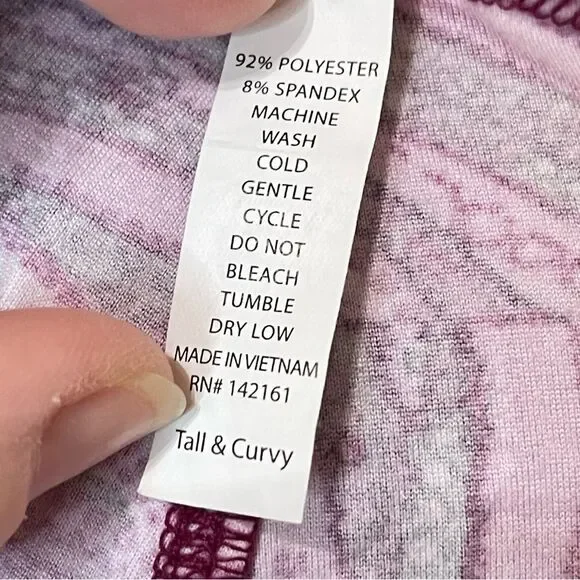 92% POLYESTER
8% SPANDEX
MACHINE
WASH
COLD
GENTLE
CYCLE
DO NOT
BLEACH
TUMBLE
DRY LOW
MADE IN VIETNAM
RN# 142161
Tall & Curvy